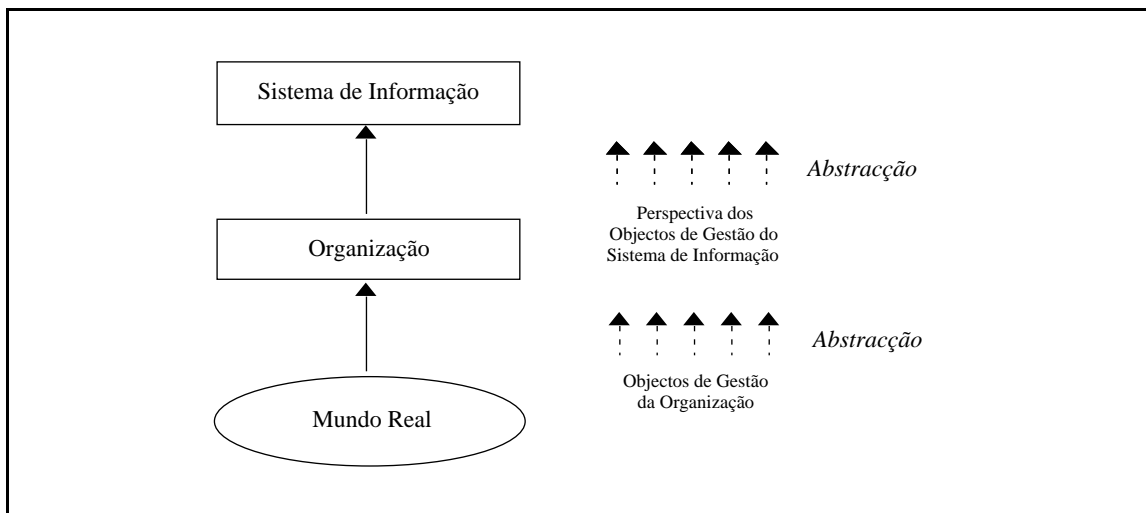 Sistema de Informação
Abstracção
Perspectiva dos
Objectos de Gestão do
Sistema de Informação
Organização
Abstracção
Objectos de Gestão
da Organização
Mundo Real